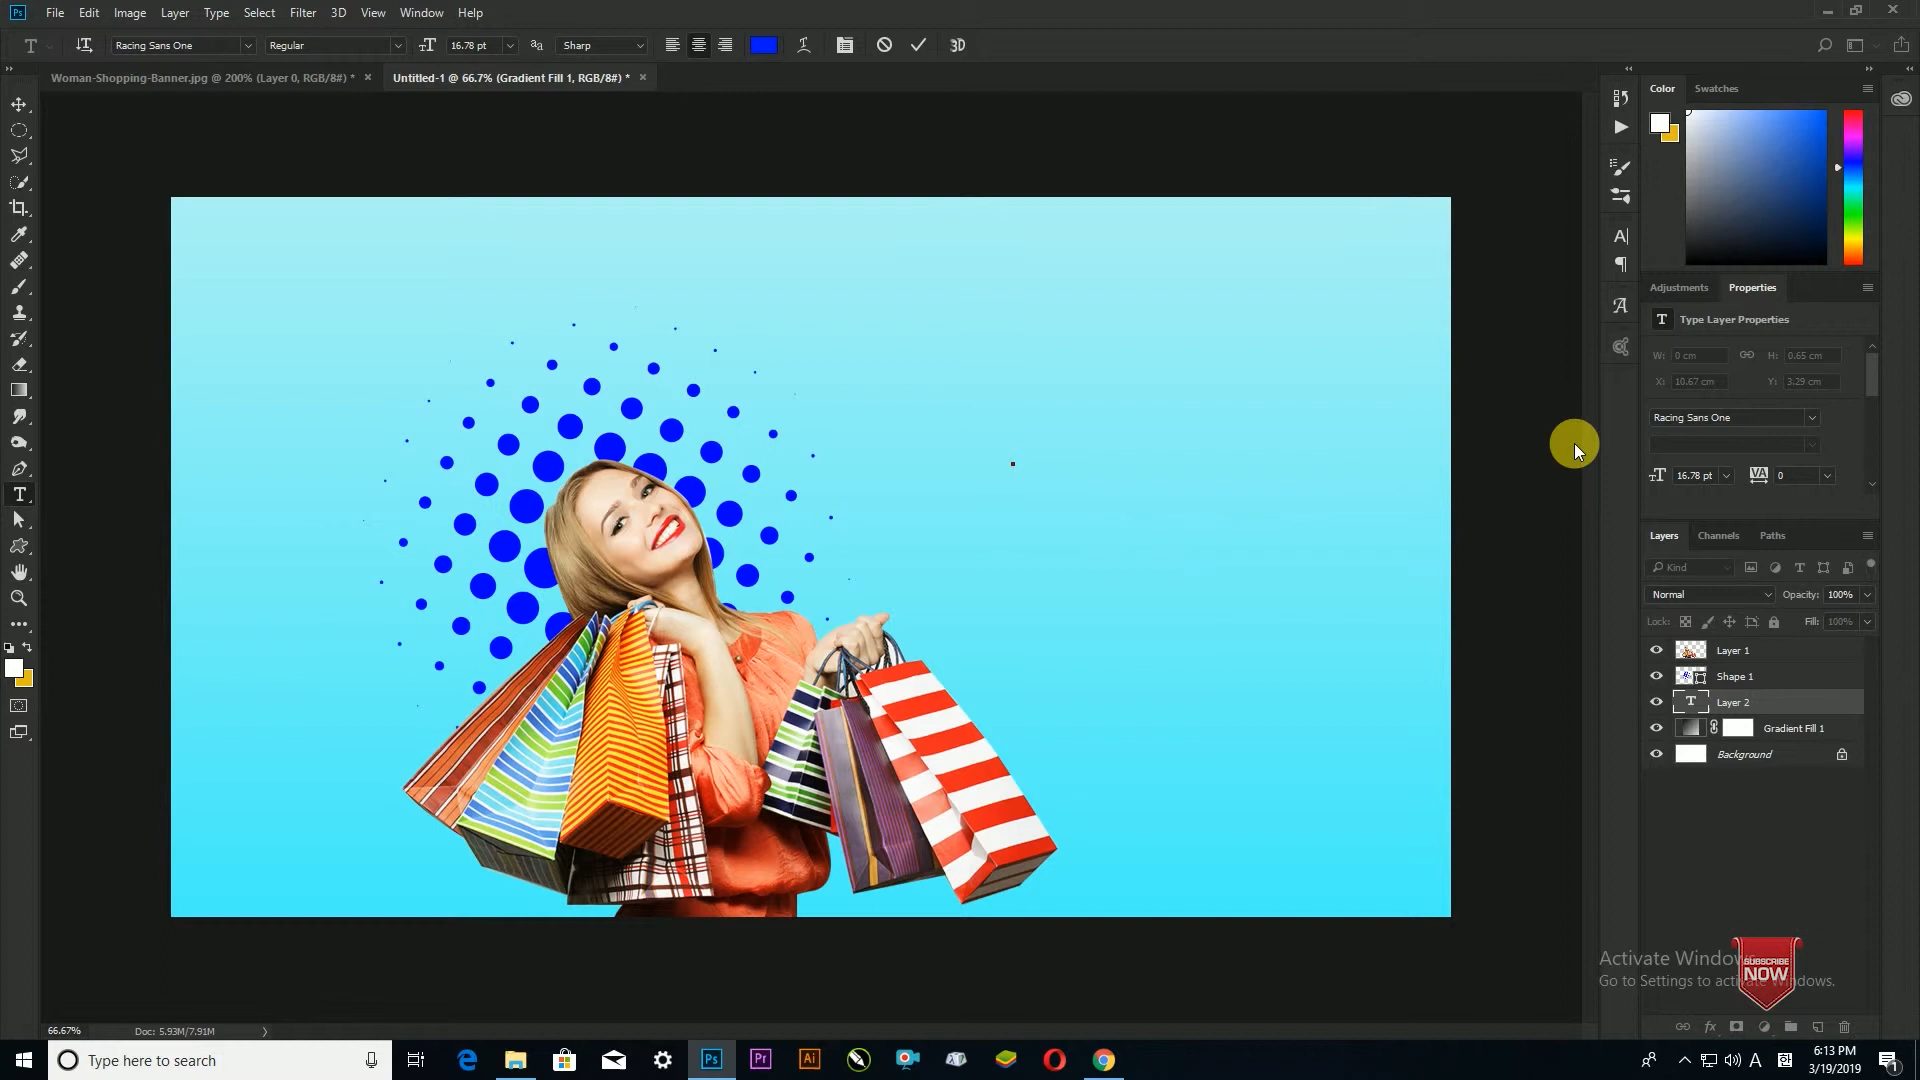 Ps File Edit Image Layer Type Select Filter 3D View Window Help
Racing Sans One Regular 16.78 pt Sharp 3D
Woman-Shopping-Banner.jpg @ 200% (Layer 0, RGB/8#) *
Untitled-1 @ 66.7% (Gradient Fill 1, RGB/8#) *
Color Swatches
Adjustments Properties
Type Layer Properties
W: 0 cm H: 0.65 cm
X: 10.67 cm Y: 3.29 cm
Racing Sans One
16.78 pt VA 0
Layers Channels Paths
Kind
Normal Opacity: 100%
Lock: Fill: 100%
Layer 1
Shape 1
Layer 2
Gradient Fill 1
Background
Activate Windows
Go to Settings to activate Windows.
SUBSCRIBE
NOW
66.67% Doc: 5.93M/7.91M
Type here to search
Ps Pr Ai
6:13 PM
3/19/2019